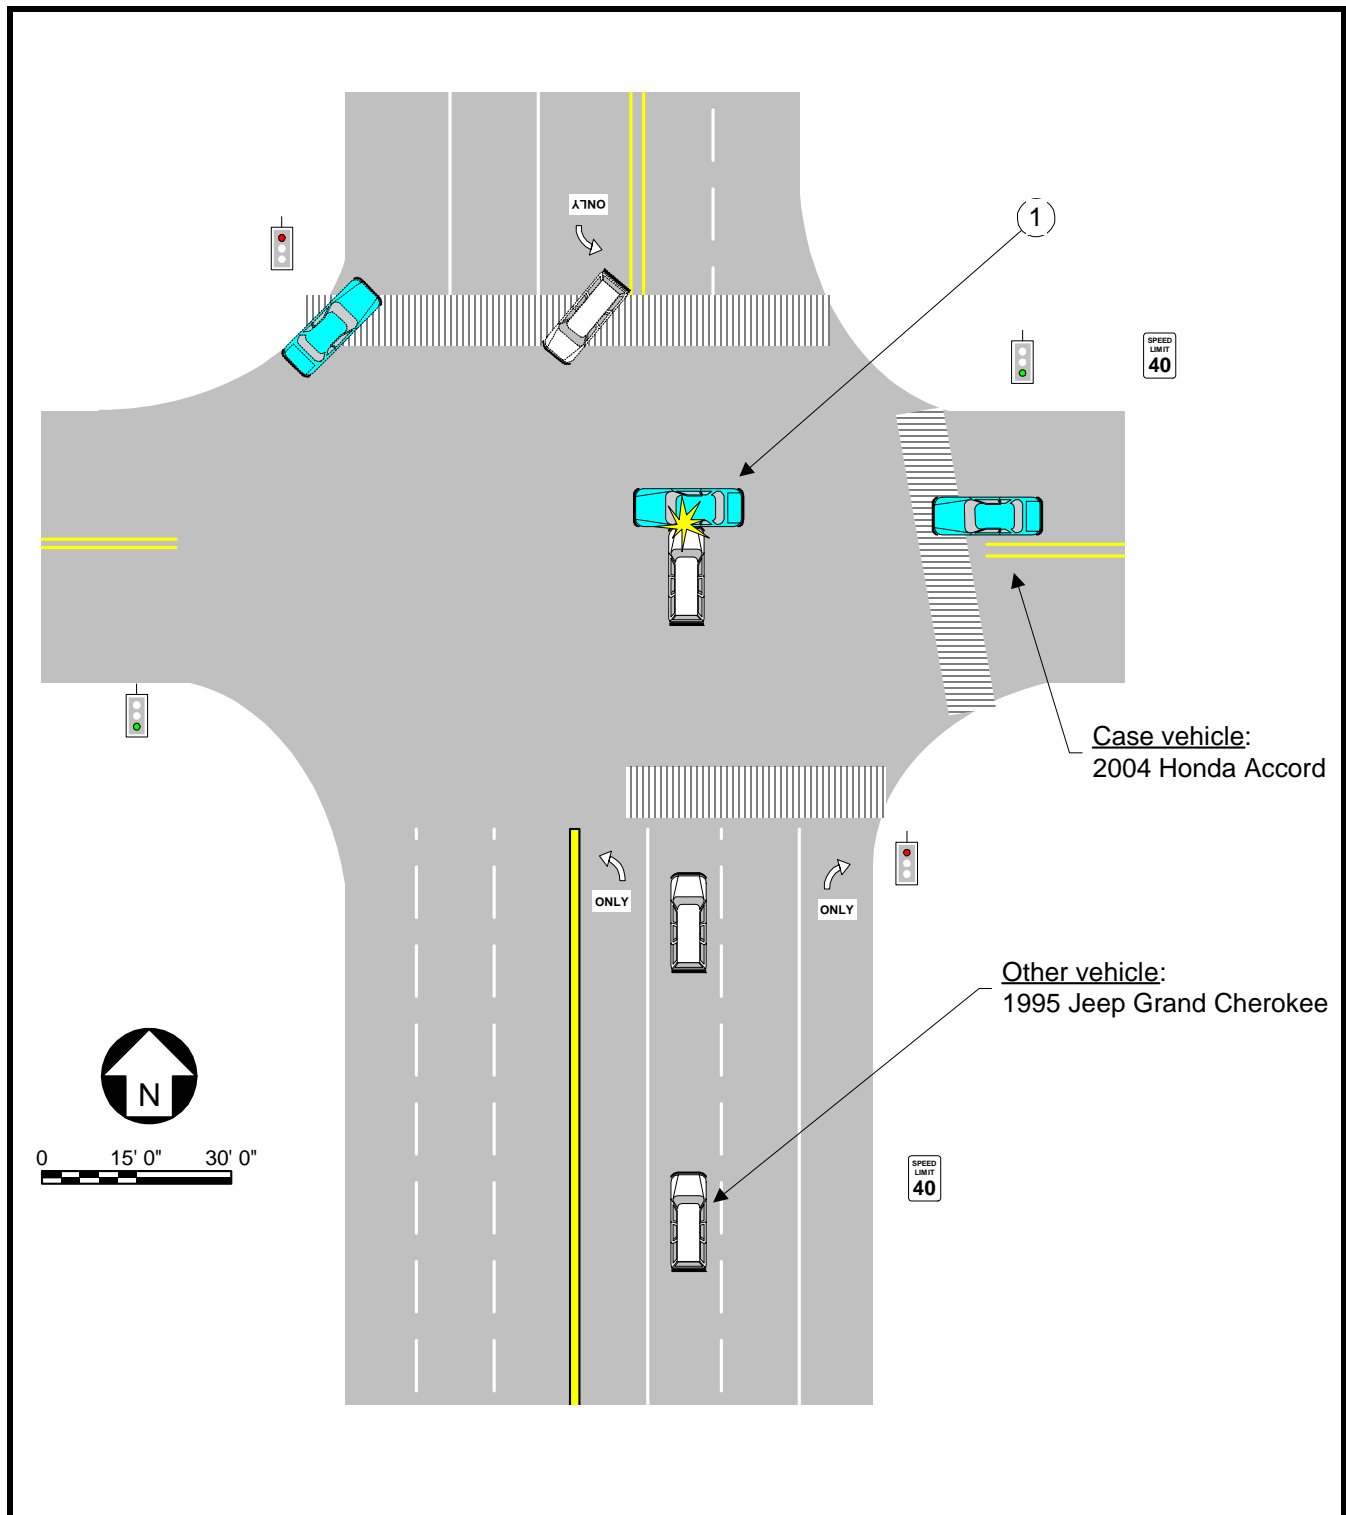 ONLY
1
SPEED
LIMIT
40
Case vehicle:
2004 Honda Accord
ONLY
ONLY
Other vehicle:
1995 Jeep Grand Cherokee
N
0 15' 0" 30' 0"
SPEED
LIMIT
40